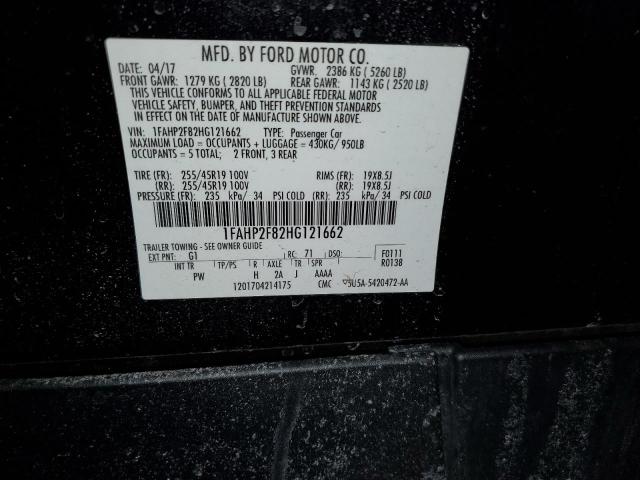 MFD. BY FORD MOTOR CO.
DATE: 04/17 GVWR: 2386 KG ( 5260 LB)
FRONT GAWR: 1279 KG ( 2820 LB) REAR GAWR: 1143 KG ( 2520 LB)
THIS VEHICLE CONFORMS TO ALL APPLICABLE FEDERAL MOTOR
VEHICLE SAFETY, BUMPER, AND THEFT PREVENTION STANDARDS
IN EFFECT ON THE DATE OF MANUFACTURE SHOWN ABOVE.
VIN: 1FAHP2F82HG121662 TYPE: Passenger Car
MAXIMUM LOAD = OCCUPANTS + LUGGAGE = 430KG/ 950LB
OCCUPANTS = 5 TOTAL; 2 FRONT, 3 REAR
TIRE (FR): 255/45R19 100V RIMS (FR): 19X8.5J
(RR): 255/45R19 100V (RR): 19X8.5J
PRESSURE (FR): 235 kPa/ 34 PSI COLD (RR): 235 kPa/ 34 PSI COLD
1FAHP2F82HG121662
TRAILER TOWING - SEE OWNER GUIDE
EXT PNT: G1 RC: 71 DSO: F0111
INT TR TP/PS R AXLE TR SPR R0138
PW H 2A J AAAA
1201704214175 CMC 5U5A-5420472-AA